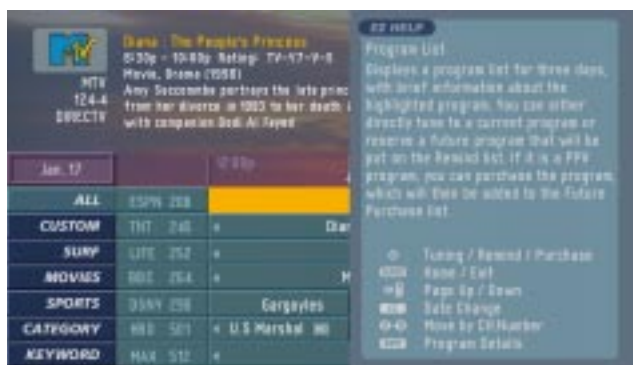 MTV
124-4
DIRECTV
Diana : The People's Princess
8:30p - 10:00p Rating: TV-Y7-V-S
Movie, Drama (1998)
Amy Seccombe portrays the late princ
from her divorce in 1993 to her death i
with companion Dodi Al Fayed
Jan. 17
12:00p
ALL
CUSTOM
SURF
MOVIES
SPORTS
CATEGORY
KEYWORD
ESPN 206
TNT 245
LIFE 252
DSNY
HBO 501
MAX 512
Gargoyles
U.S Marshal
EZ HELP
Program List
Displays a program list for three days,
with brief information about the
highlighted program. You can either
directly tune to a current program or
reserve a future program that will be
put on the Remind list. If it is a PPV
program, you can purchase the program,
which will then be added to the Future
Purchase list.
Tuning / Remind / Purchase
Home / Exit
Page Up / Down
Date Change
Move by CH.Number
Program Details